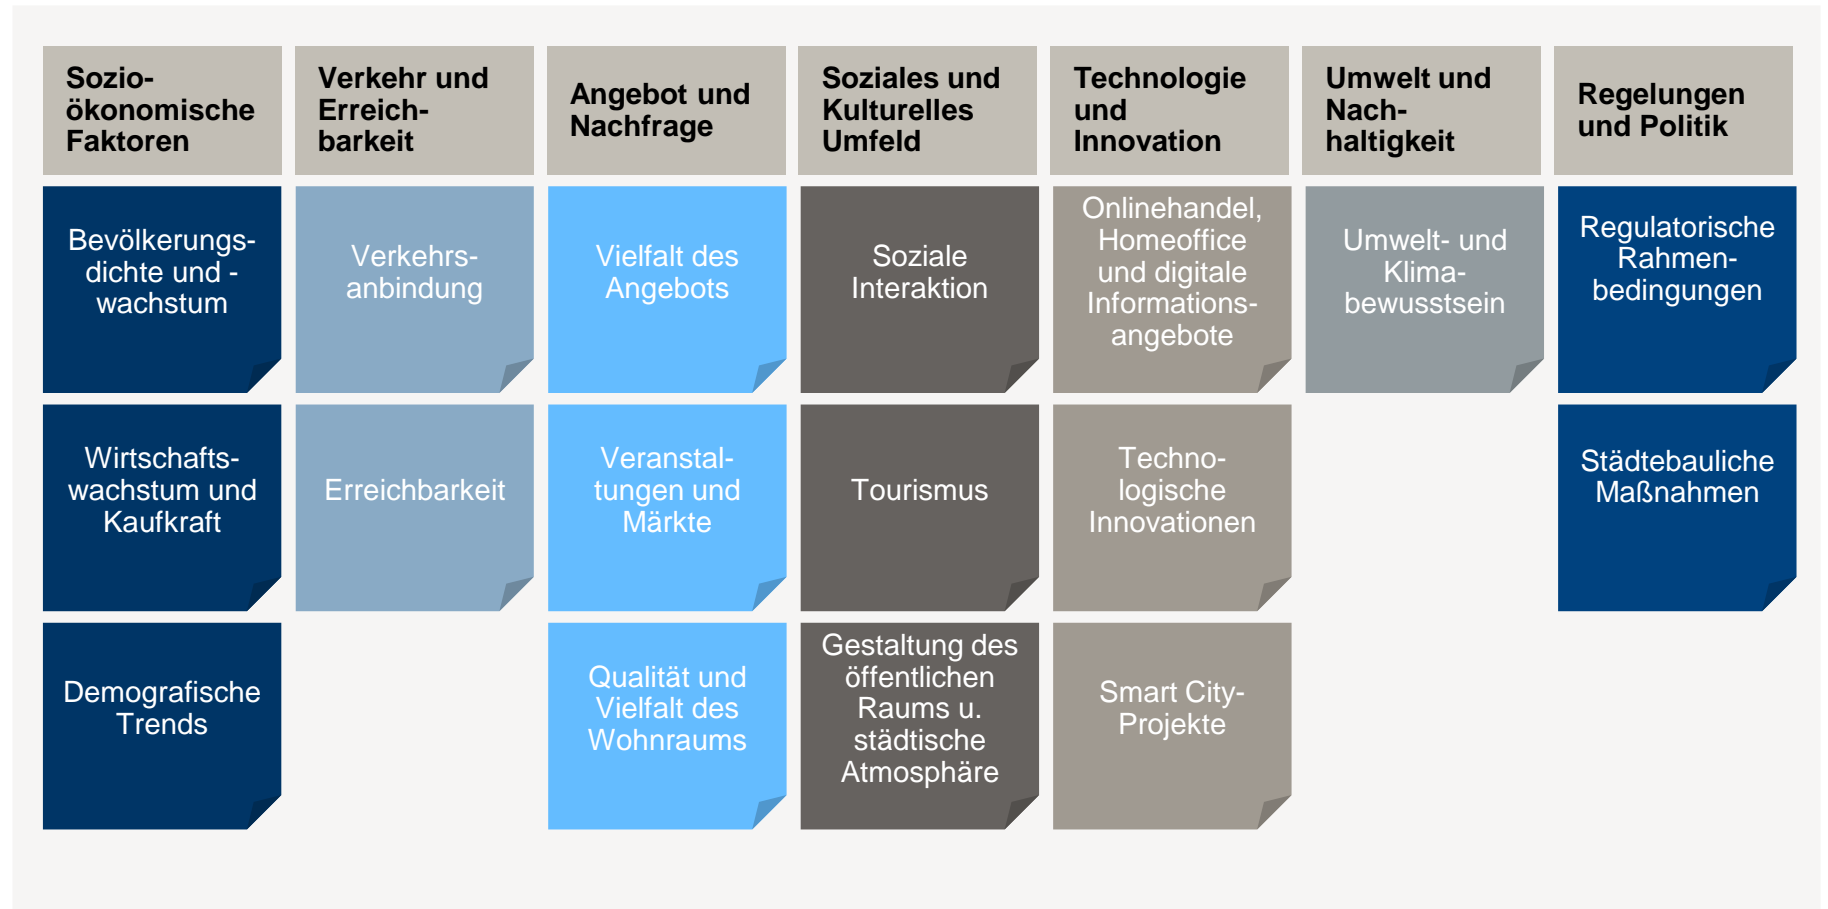 Sozio-
ökonomische
Faktoren
Verkehr und
Erreich-
barkeit
Angebot und
Nachfrage
Soziales und
Kulturelles
Umfeld
Technologie
und
Innovation
Umwelt und
Nach-
haltigkeit
Regelungen
und Politik
Bevölkerungs-
dichte und -
wachstum
Verkehrs-
anbindung
Vielfalt des
Angebots
Soziale
Interaktion
Onlinehandel,
Homeoffice
und digitale
Informations-
angebote
Umwelt- und
Klima-
bewusstsein
Regulatorische
Rahmen-
bedingungen
Wirtschafts-
wachstum und
Kaufkraft
Erreichbarkeit
Veranstal-
tungen und
Märkte
Tourismus
Techno-
logische
Innovationen
Städtebauliche
Maßnahmen
Demografische
Trends
Qualität und
Vielfalt des
Wohnraums
Gestaltung des
öffentlichen
Raums u.
städtische
Atmosphäre
Smart City-
Projekte